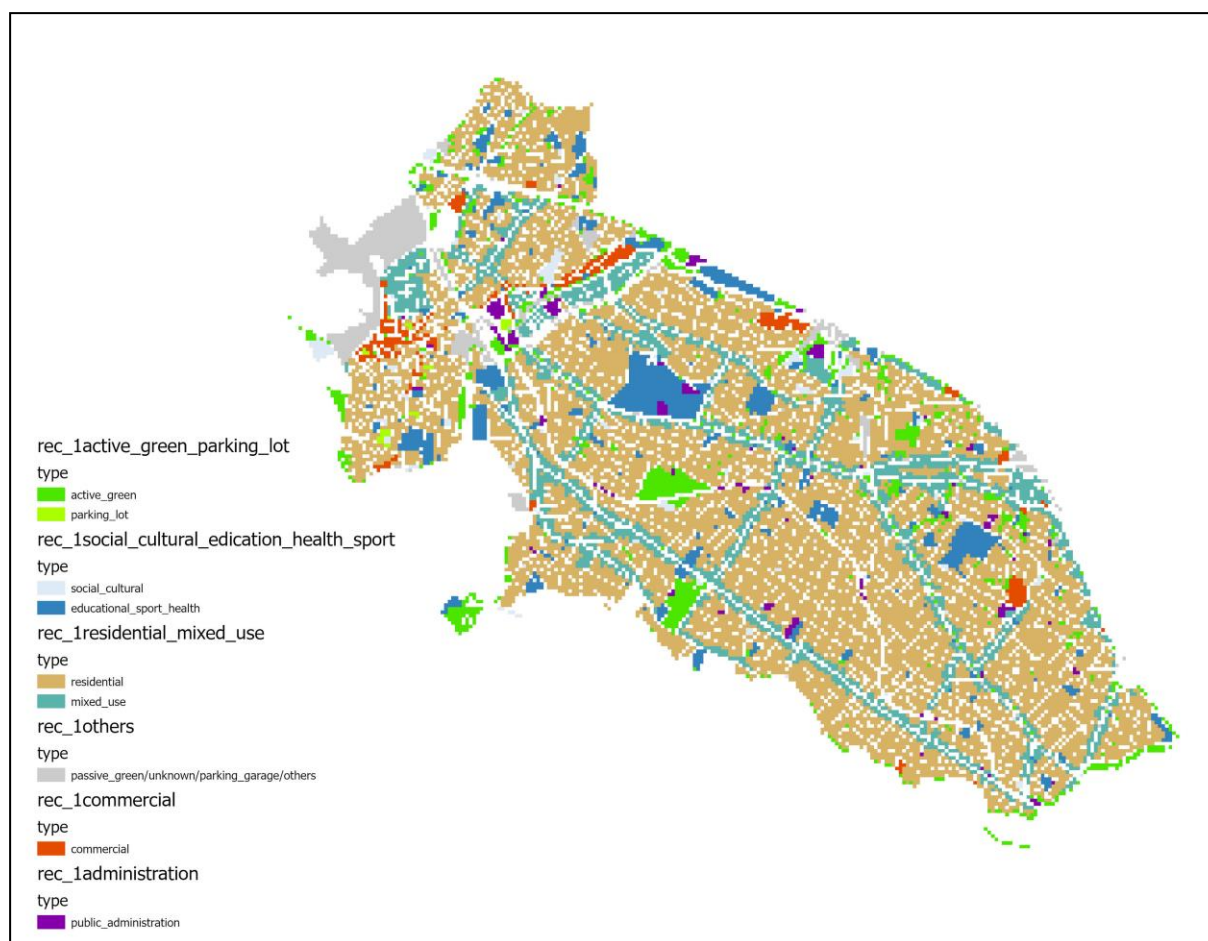 rec_1active_green_parking_lot
type
active_green
parking_lot
rec_1social_cultural_edication_health_sport
type
social_cultural
educational_sport_health
rec_1residential_mixed_use
type
residential
mixed_use
rec_1others
type
passive_green/unknown/parking_garage/others
rec_1commercial
type
commercial
rec_1administration
type
public_administration